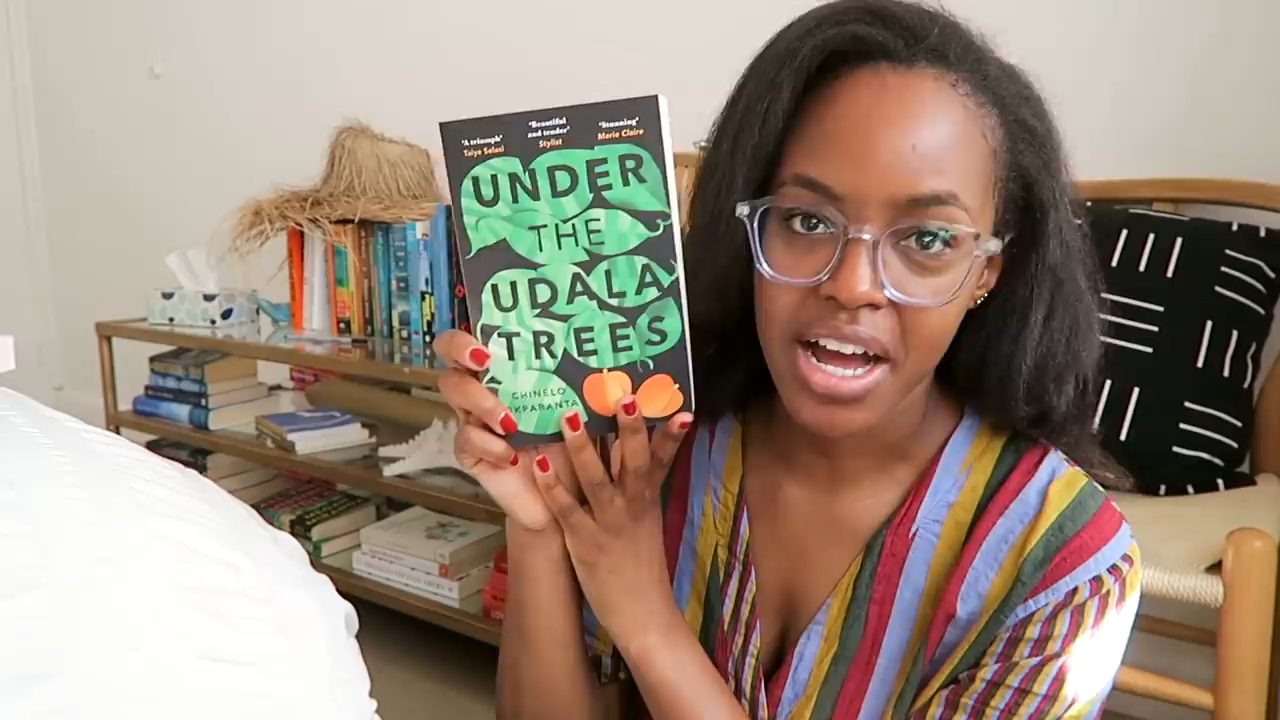 'A triumph'
Taiye Selasi
'Beautiful
and tender'
Stylist
'Stunning'
Marie Claire
UNDER
THE
UDALA
TREES
CHINELO
OKPARANTA